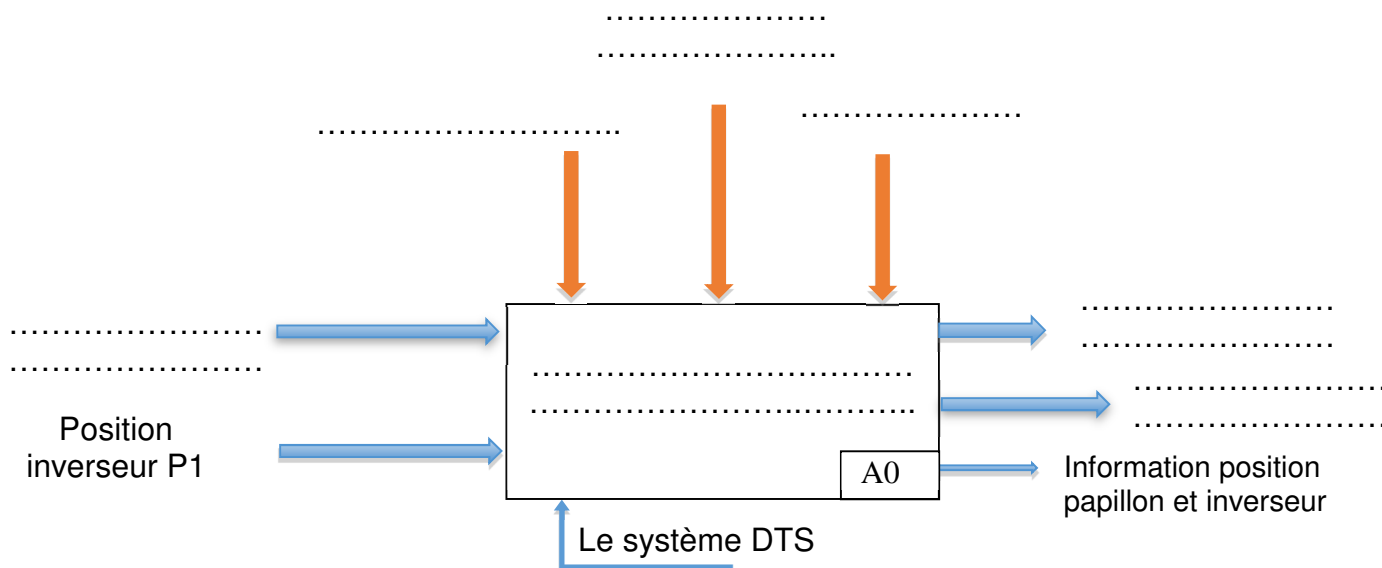 .....................
.......................
.............................
.....................
........................
........................
Position
inverseur P1
....................................
....................................
A0
........................
........................
........................
........................
Information position
papillon et inverseur
Le système DTS